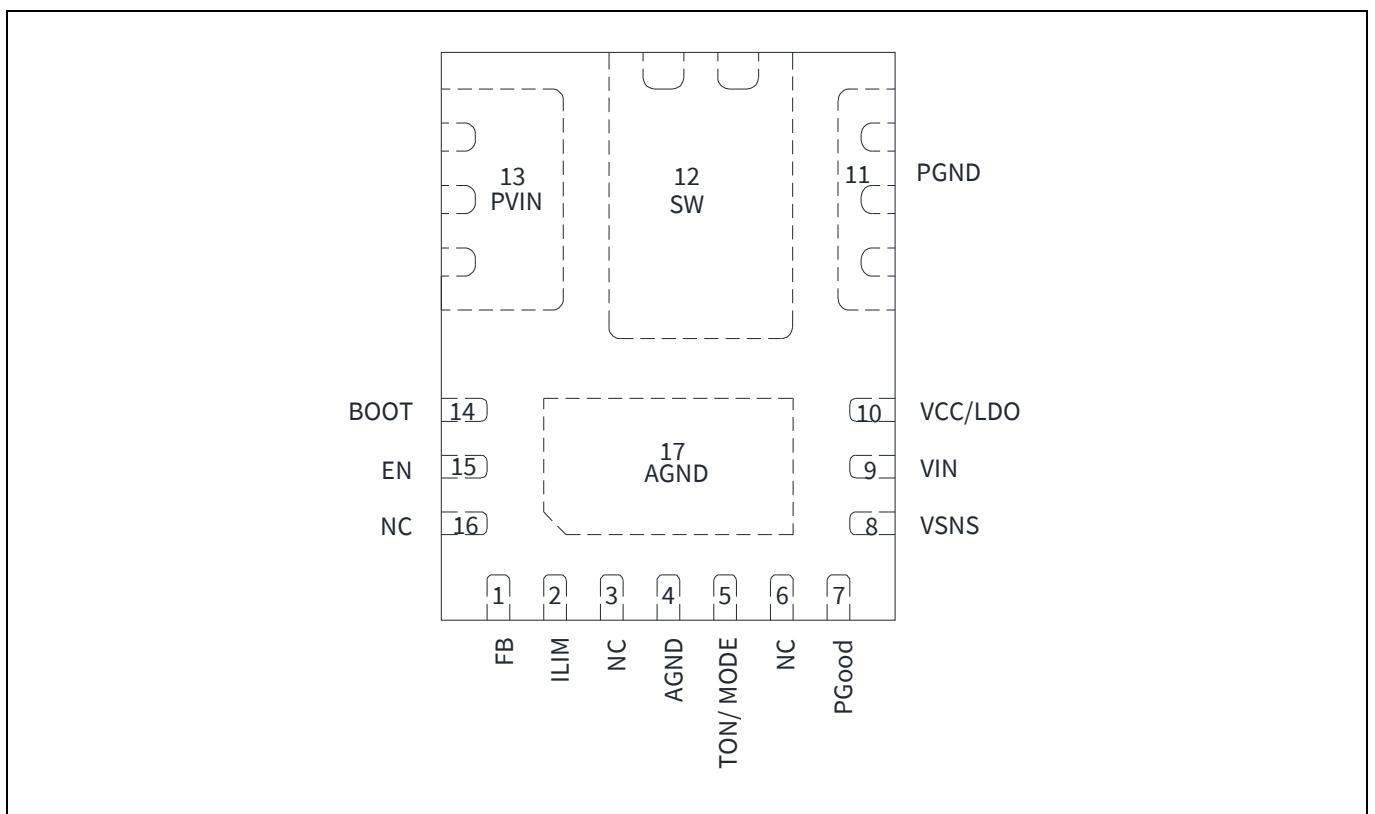 13
PVIN
12
SW
11
PGND
BOOT
14
17
AGND
10
VCC/LDO
EN
15
9
VIN
NC
16
8
VSNS
1
2
3
4
5
6
7
FB
ILIM
NC
AGND
TON/ MODE
NC
PGood